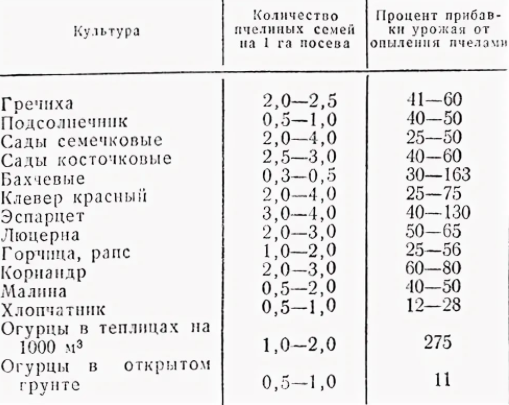 Культура Количество пчелиных семей на 1 га посева Процент прибавки урожая от опыления пчелами
Гречиха 2,0—2,5 41—60
Подсолнечник 0,5—1,0 40—50
Сады семечковые 2,0—4,0 25—50
Сады косточковые 2,5—3,0 40—60
Бахчевые 0,3—0,5 30—163
Клевер красный 2,0—4,0 25—75
Эспарцет 3,0—4,0 40—130
Люцерна 2,0—3,0 50—65
Горчица, рапс 1,0—2,0 25—56
Кориандр 2,0—3,0 60—80
Малина 0,5—2,0 40—50
Хлопчатник 0,5—1,0 12—28
Огурцы в теплицах на
1000 м³ 1,0—2,0 275
Огурцы в открытом
грунте 0,5—1,0 11